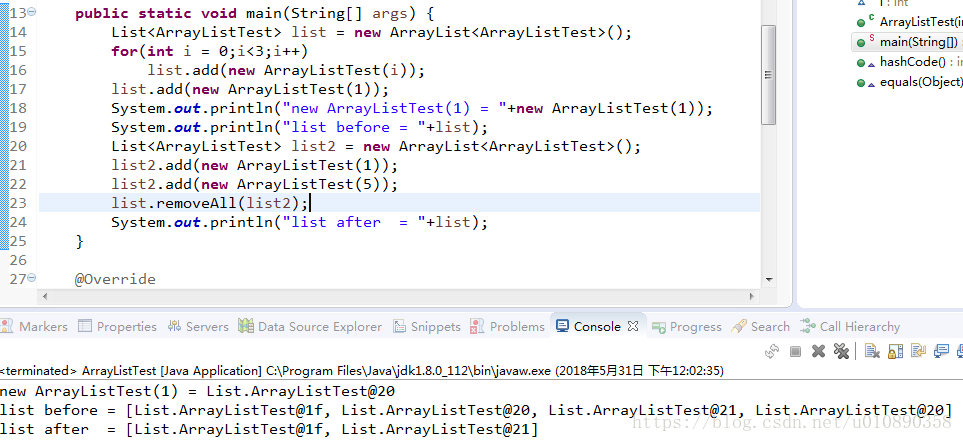 13 public static void main(String[] args) {
14 List<ArrayListTest> list = new ArrayList<ArrayListTest>();
15 for(int i = 0;i<3;i++)
16 list.add(new ArrayListTest(i));
17 list.add(new ArrayListTest(1));
18 System.out.println("new ArrayListTest(1) = "+new ArrayListTest(1));
19 System.out.println("list before = "+list);
20 List<ArrayListTest> list2 = new ArrayList<ArrayListTest>();
21 list2.add(new ArrayListTest(1));
22 list2.add(new ArrayListTest(5));
23 list.removeAll(list2);
24 System.out.println("list after  = "+list);
25 }
26
27 @Override
i : int
C ArrayListTest(in
S main(String[]) :
hashCode() : in
equals(Object)
Markers Properties Servers Data Source Explorer Snippets Problems Console Progress Search Call Hierarchy
<terminated> ArrayListTest [Java Application] C:\Program Files\Java\jdk1.8.0_112\bin\javaw.exe (2018年5月31日 下午12:02:35)
new ArrayListTest(1) = List.ArrayListTest@20
list before = [List.ArrayListTest@1f, List.ArrayListTest@20, List.ArrayListTest@21, List.ArrayListTest@20]
list after  = [List.ArrayListTest@1f, List.ArrayListTest@21]
https://blog.csdn.net/u010890358